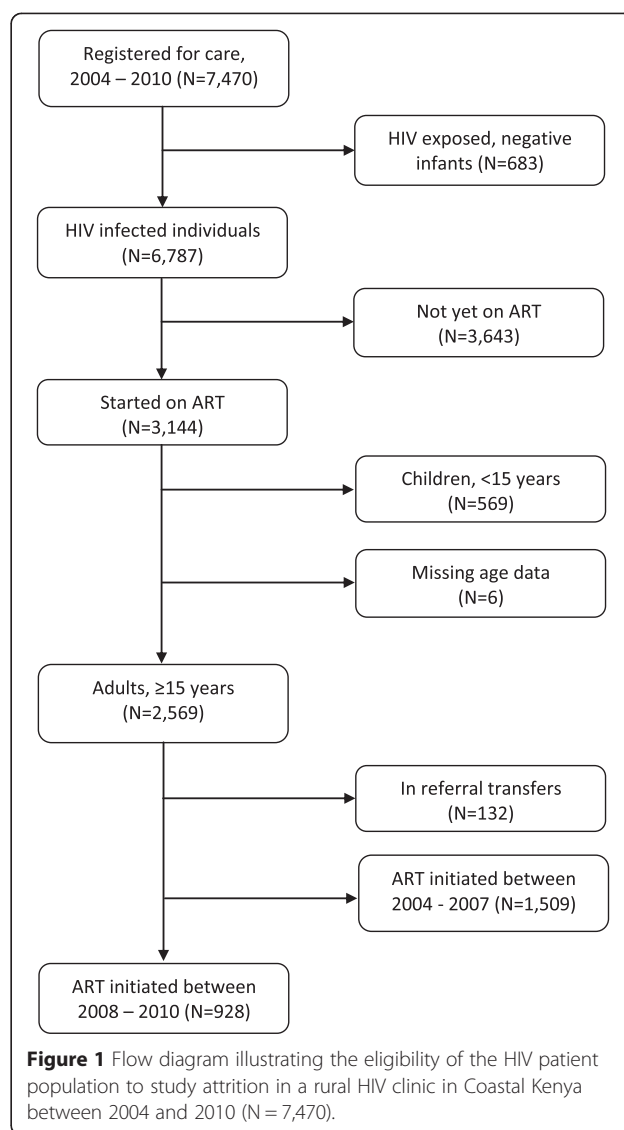 Registered for care,
2004 – 2010 (N=7,470)
HIV exposed, negative
infants (N=683)
HIV infected individuals
(N=6,787)
Not yet on ART
(N=3,643)
Started on ART
(N=3,144)
Children, <15 years
(N=569)
Missing age data
(N=6)
Adults, ≥15 years
(N=2,569)
In referral transfers
(N=132)
ART initiated between
2004 - 2007 (N=1,509)
ART initiated between
2008 – 2010 (N=928)
Figure 1 Flow diagram illustrating the eligibility of the HIV patient
population to study attrition in a rural HIV clinic in Coastal Kenya
between 2004 and 2010 (N = 7,470).